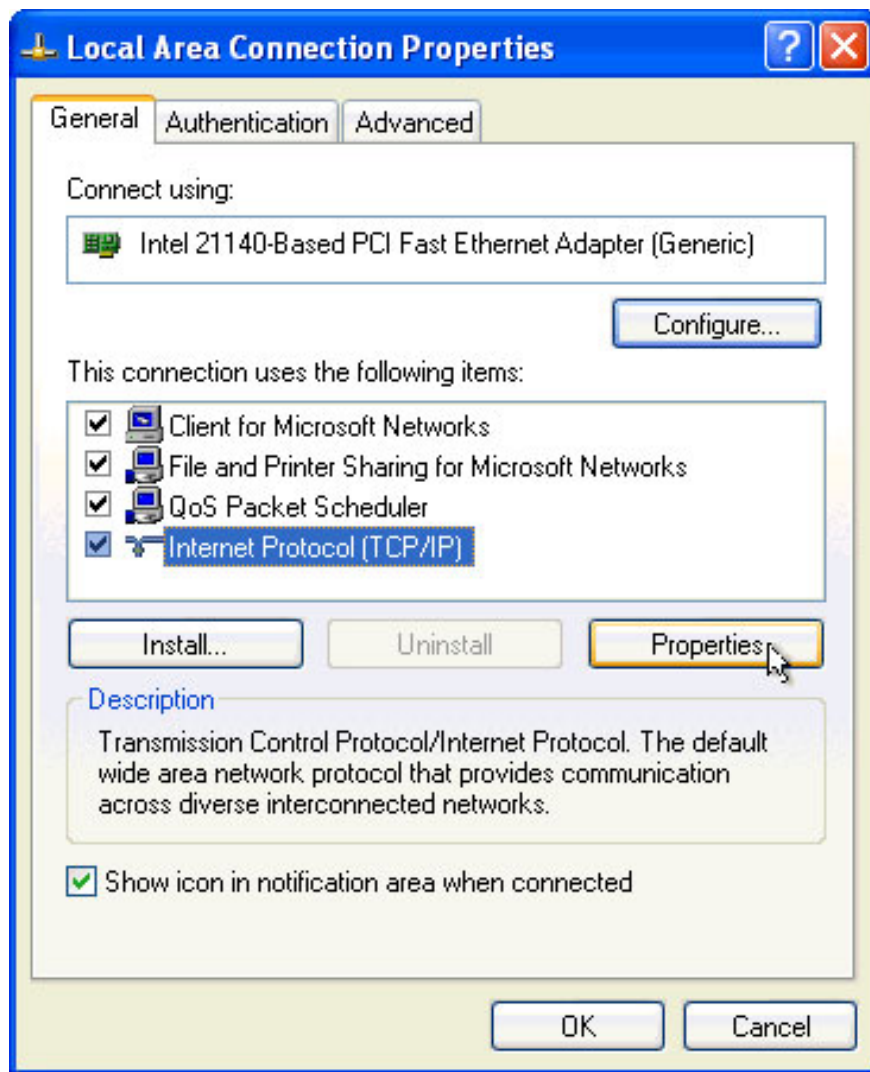 Local Area Connection Properties
General Authentication Advanced
Connect using:
Intel 21140-Based PCI Fast Ethernet Adapter (Generic)
Configure...
This connection uses the following items:
Client for Microsoft Networks
File and Printer Sharing for Microsoft Networks
QoS Packet Scheduler
Internet Protocol (TCP/IP)
Install... Uninstall Properties
Description
Transmission Control Protocol/Internet Protocol. The default
wide area network protocol that provides communication
across diverse interconnected networks.
Show icon in notification area when connected
OK Cancel